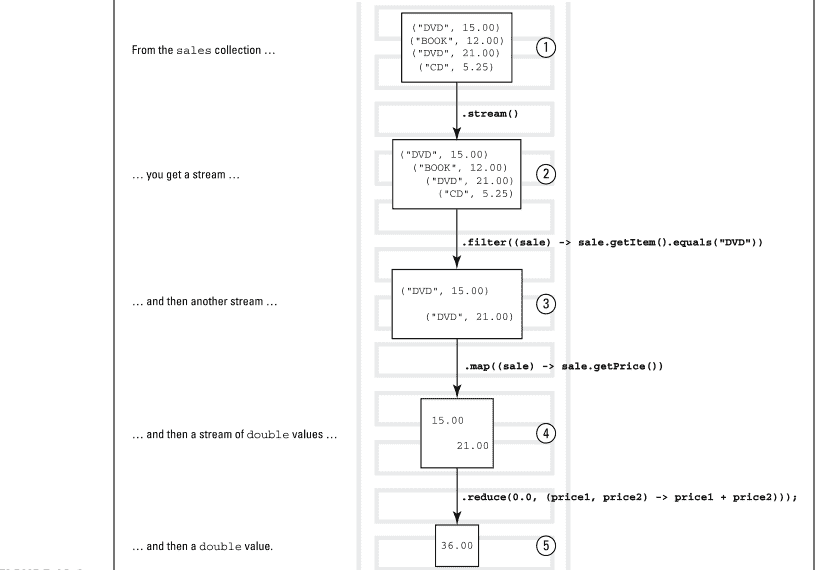 From the sales collection ...
("DVD", 15.00)
("BOOK", 12.00)
("DVD", 21.00)
("CD", 5.25)
1
.stream()
... you get a stream ...
("DVD", 15.00)
("BOOK", 12.00)
("DVD", 21.00)
("CD", 5.25)
2
.filter((sale) -> sale.getItem().equals("DVD"))
... and then another stream ...
("DVD", 15.00)
("DVD", 21.00)
3
.map((sale) -> sale.getPrice())
... and then a stream of double values ...
15.00
21.00
4
.reduce(0.0, (price1, price2) -> price1 + price2)));
... and then a double value.
36.00
5